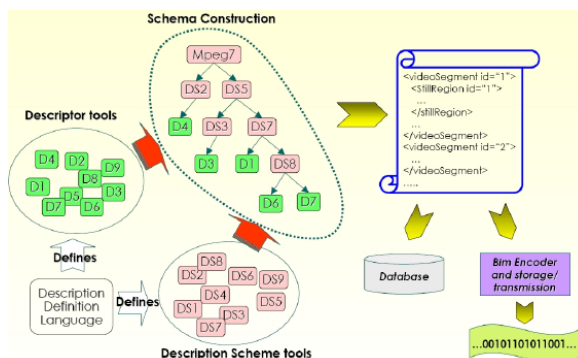 Schema Construction
Mpeg7
DS2 DS5
D4 DS3 DS7
D3 D1 DS8
D6 D7
Descriptor tools
D4 D2 D9
D8
D1 D5 D3
D7 D6
Defines
Description
Definition
Language
Defines
DS8
DS2 DS6 DS9
DS4 DS5
DS1 DS3
DS7
Description Scheme tools
<videoSegment id="1">
<StillRegion id="1">
...
</stillRegion>
...
</videoSegment>
<videoSegment id="2">
...
</videoSegment>
.....
Database
Bim Encoder
and storage/
transmission
...00101101011001...